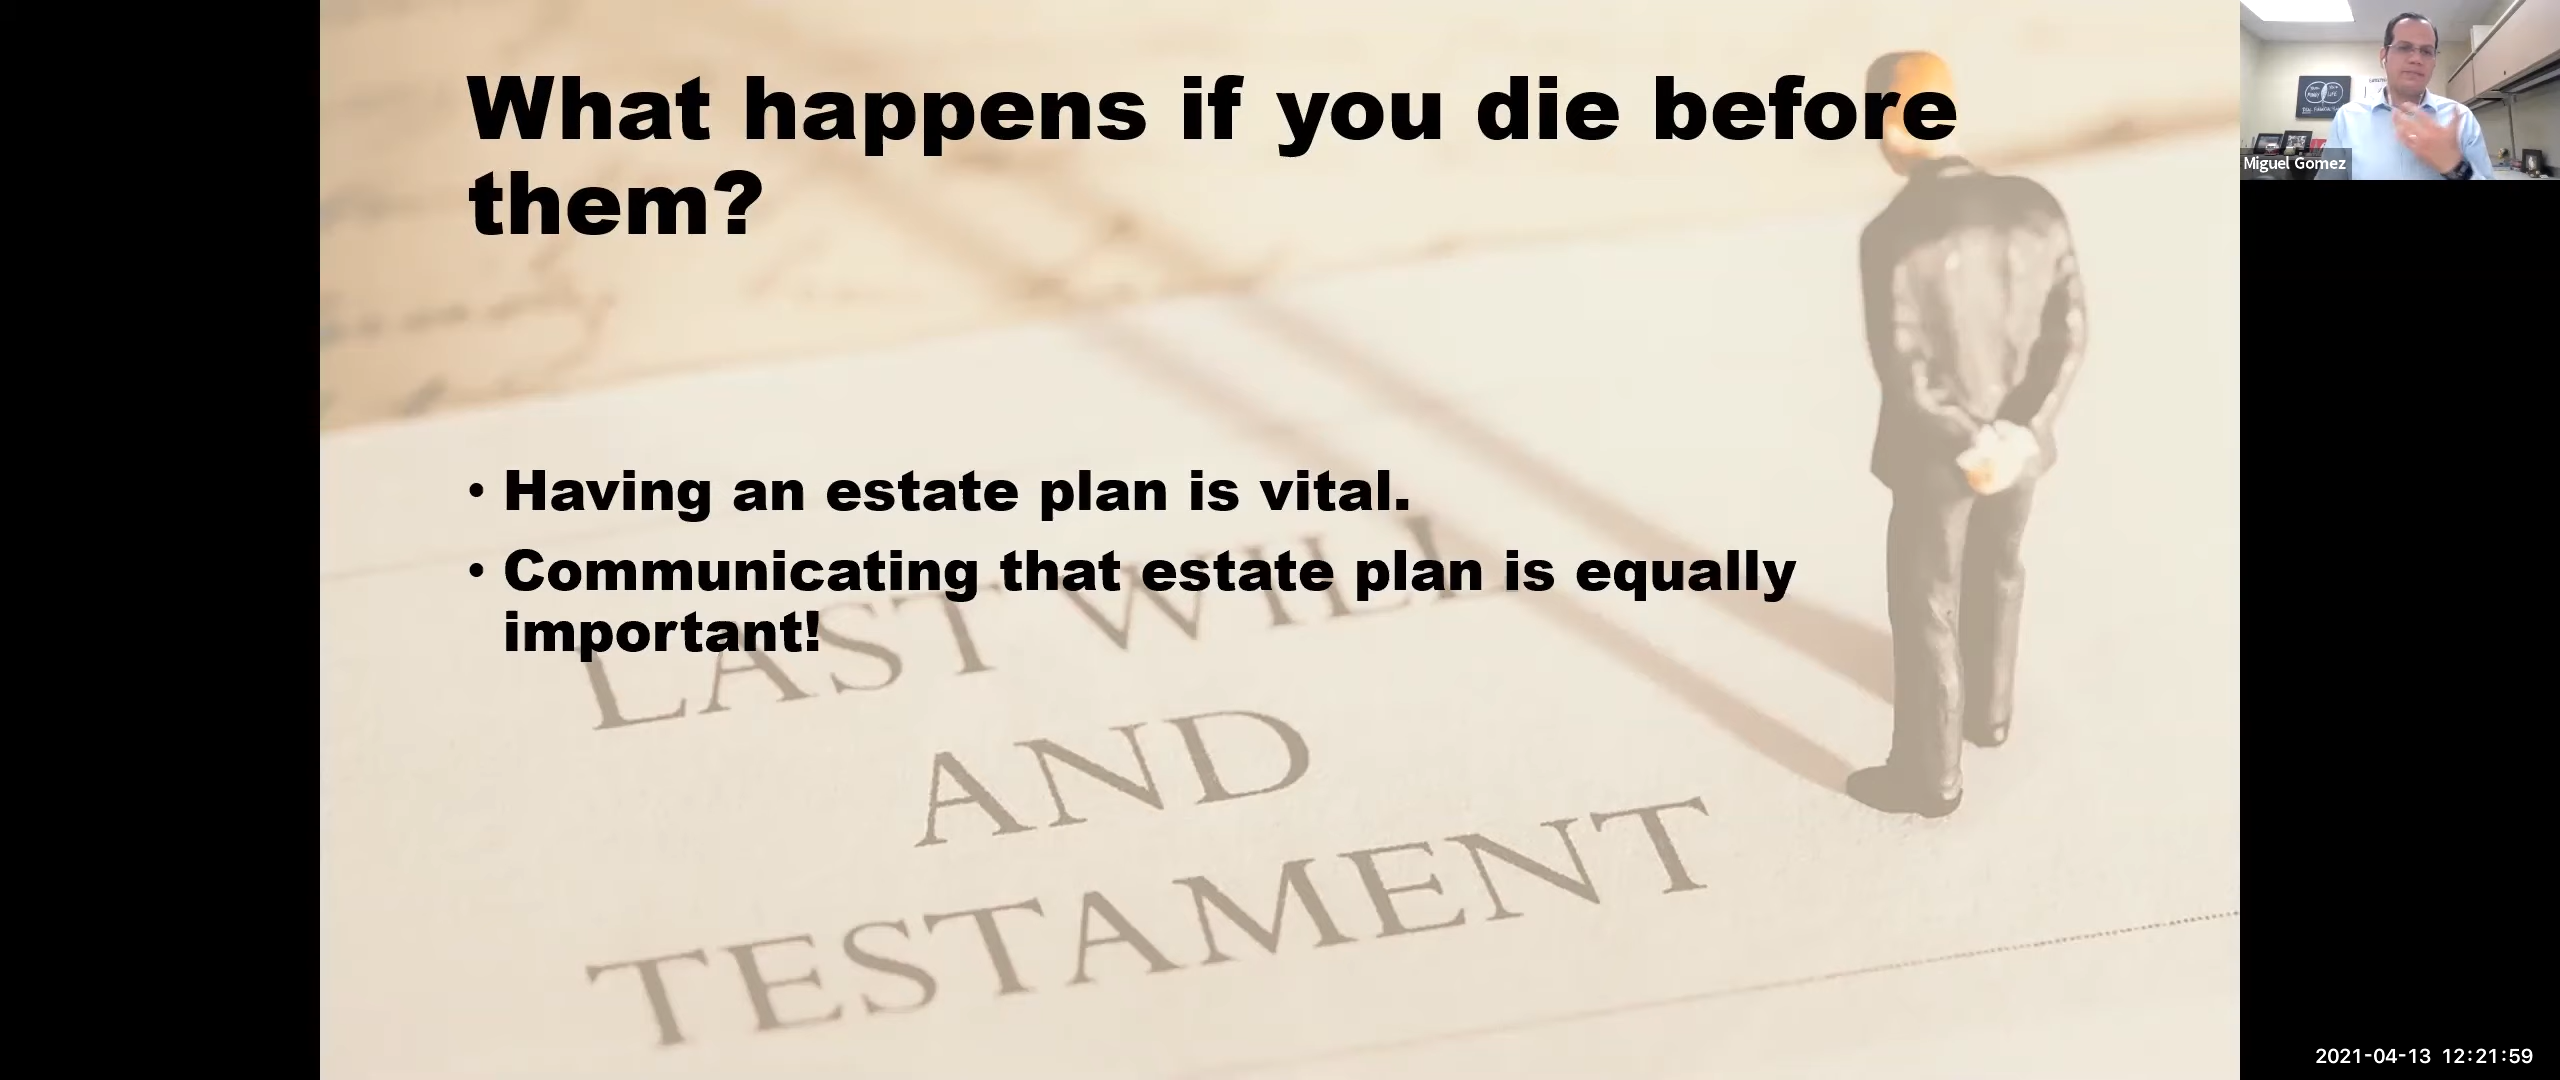 What happens if you die before
them?
• Having an estate plan is vital.
• Communicating that estate plan is equally
important!
LAST WILL
AND
TESTAMENT
Miguel Gomez
2021-04-13 12:21:59